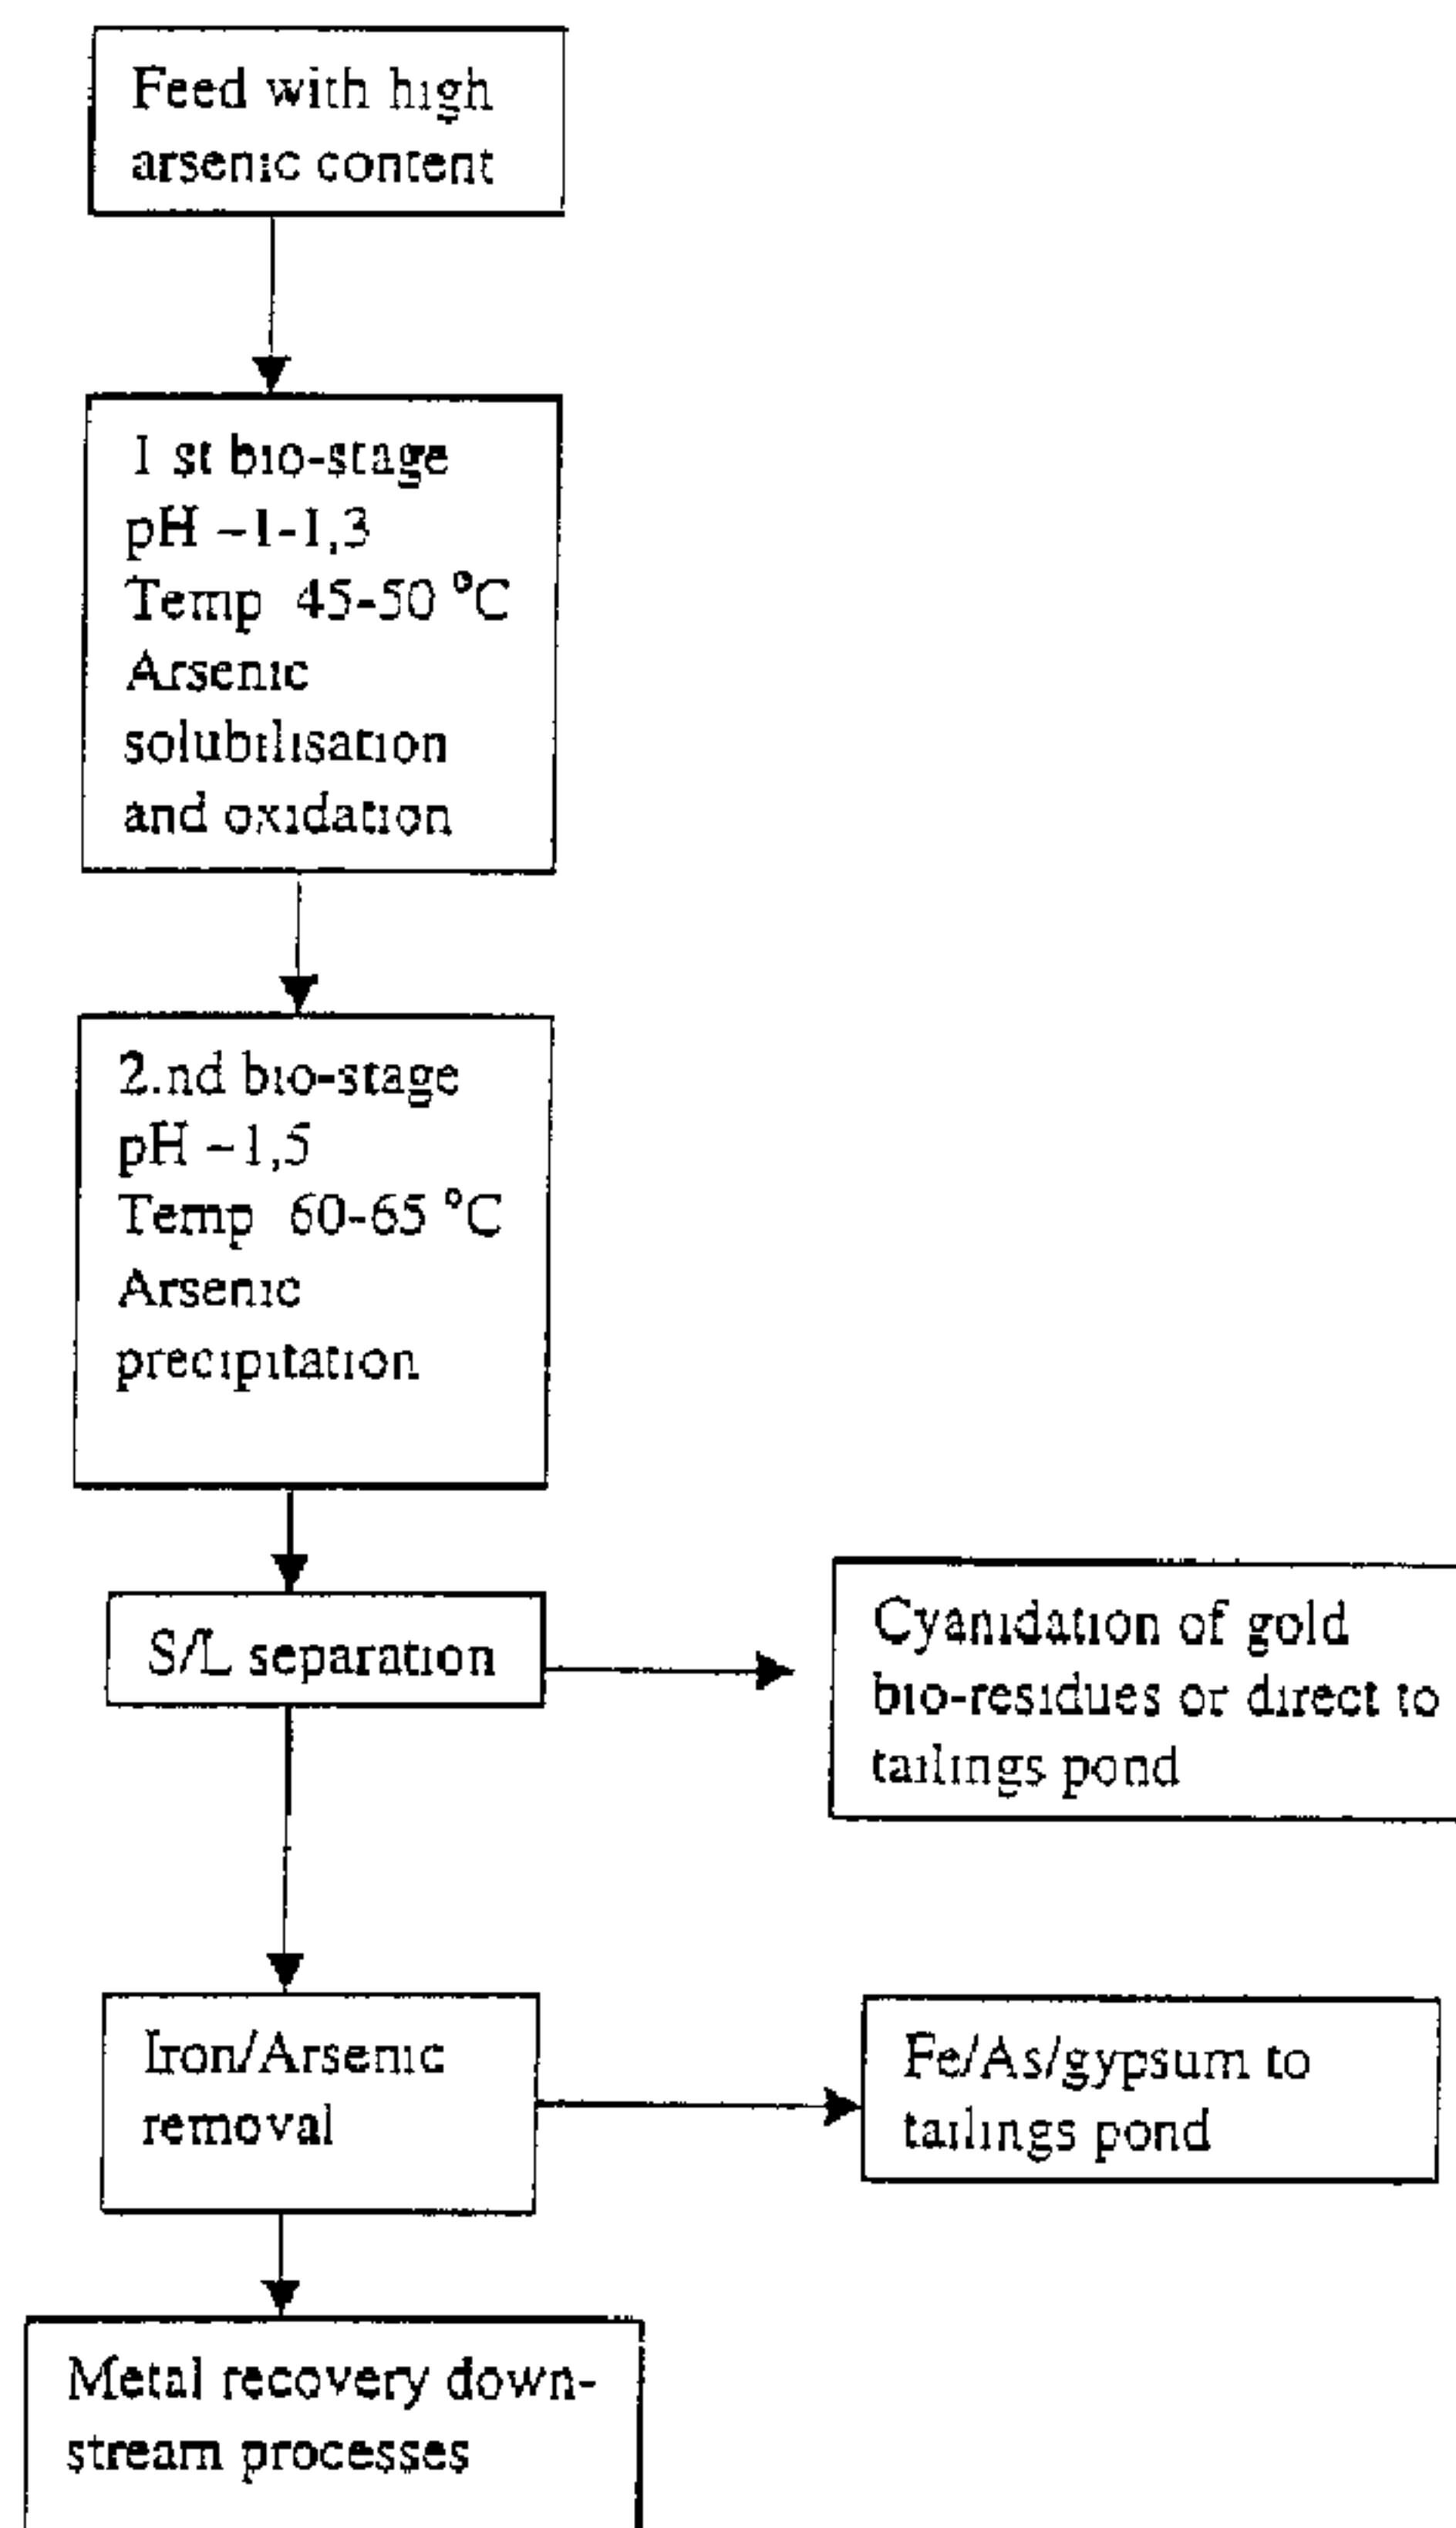 Feed with high
arsenic content
1 st bio-stage
pH ~1-1,3
Temp 45-50 °C
Arsenic
solubilisation
and oxidation
2.nd bio-stage
pH ~1,5
Temp 60-65 °C
Arsenic
precipitation
S/L separation
Cyanidation of gold
bio-residues or direct to
tailings pond
Iron/Arsenic
removal
Fe/As/gypsum to
tailings pond
Metal recovery down-
stream processes